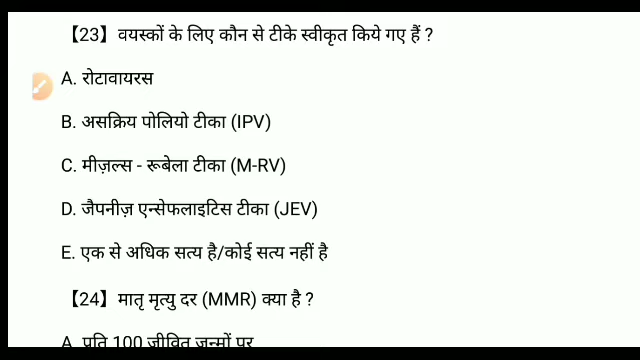 【23】 वयस्कों के लिए कौन से टीके स्वीकृत किये गए हैं ?
A. रोटावायरस
B. असक्रिय पोलियो टीका (IPV)
C. मीज़ल्स - रूबेला टीका (M-RV)
D. जैपनीज़ एन्सेफलाइटिस टीका (JEV)
E. एक से अधिक सत्य है/कोई सत्य नहीं है
【24】 मातृ मृत्यु दर (MMR) क्या है ?
A. प्रति 100 जीवित जन्मों पर